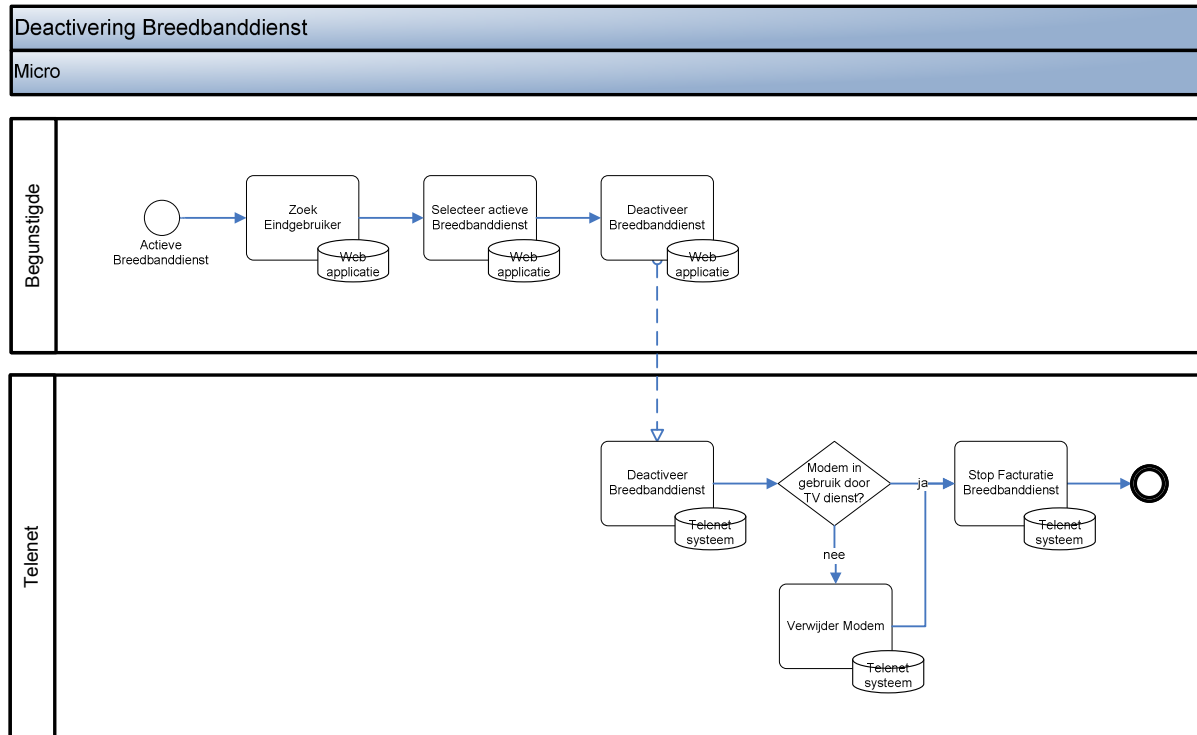 Deactivering Breedbanddienst
Micro
Begunstigde
Actieve
Breedbanddienst
Zoek
Eindgebruiker
Web
applicatie
Selecteer actieve
Breedbanddienst
Web
applicatie
Deactiveer
Breedbanddienst
Web
applicatie
Telenet
Deactiveer
Breedbanddienst
Telenet
systeem
Modem in
gebruik door
TV dienst?
ja
nee
Verwijder Modem
Telenet
systeem
Stop Facturatie
Breedbanddienst
Telenet
systeem